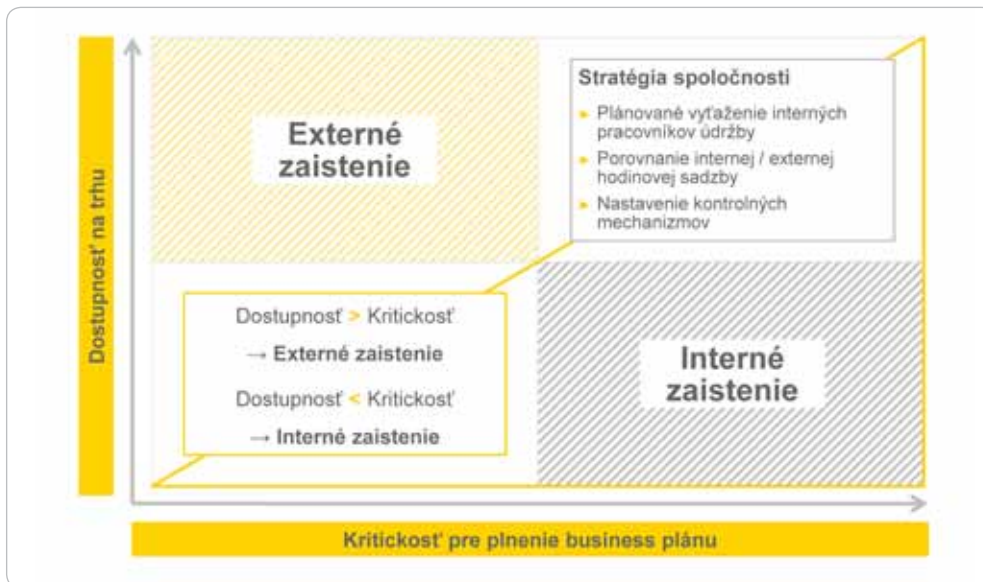 Dostupnosť na trhu
Externé
zaistenie
Stratégia spoločnosti
► Plánované vyťaženie interných
pracovníkov údržby
► Porovnanie internej / externej
hodinovej sadzby
► Nastavenie kontrolných
mechanizmov
Dostupnosť > Kritickosť
→ Externé zaistenie
Dostupnosť < Kritickosť
→ Interné zaistenie
Interné
zaistenie
Kritickosť pre plnenie business plánu